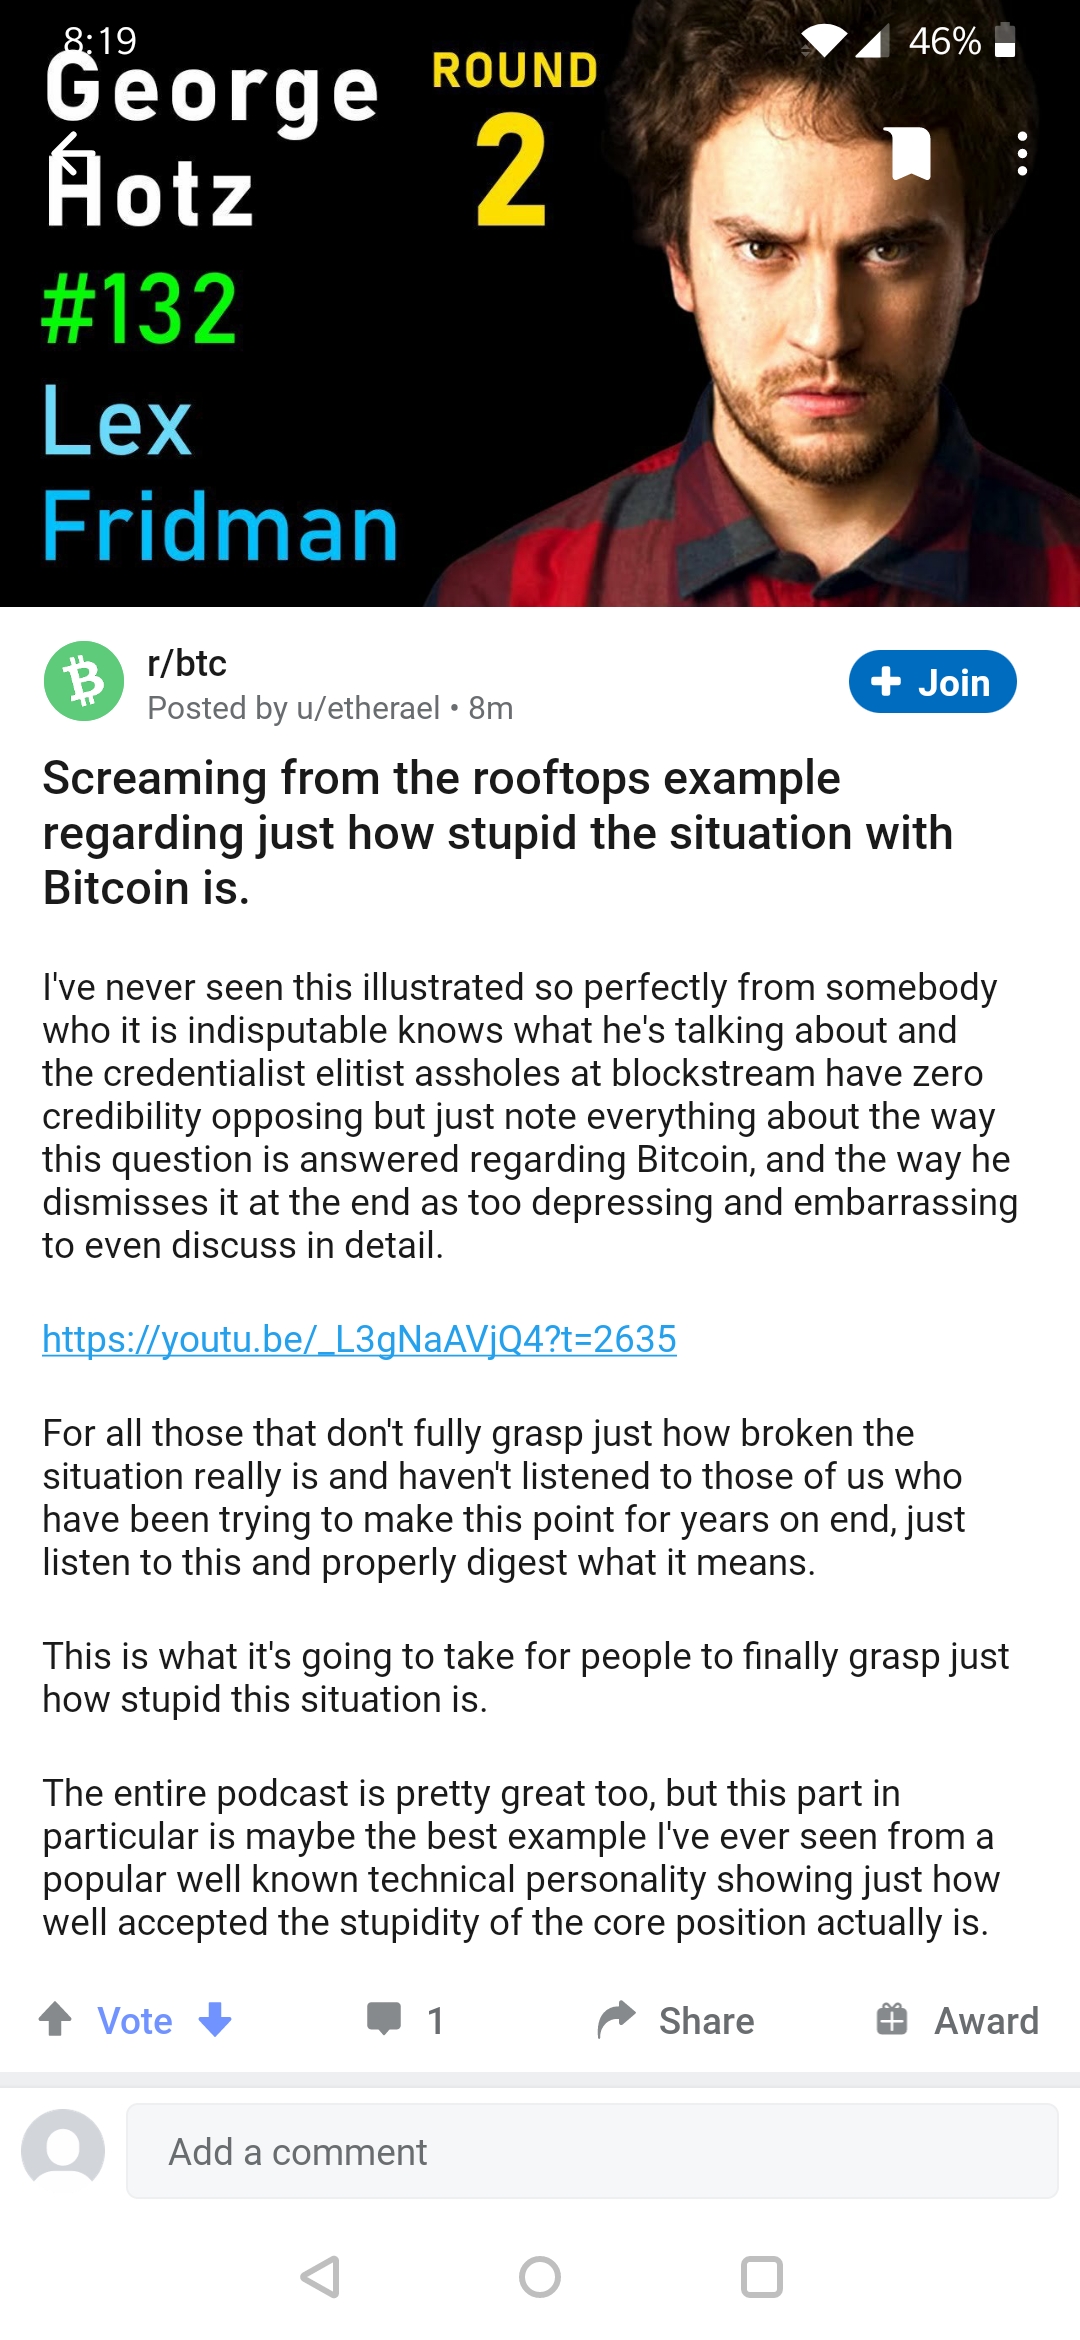 8:19
46%
George
Hotz
ROUND
2
#132
Lex
Fridman
r/btc
Posted by u/etherael • 8m
Join
Screaming from the rooftops example
regarding just how stupid the situation with
Bitcoin is.
I've never seen this illustrated so perfectly from somebody
who it is indisputable knows what he's talking about and
the credentialist elitist assholes at blockstream have zero
credibility opposing but just note everything about the way
this question is answered regarding Bitcoin, and the way he
dismisses it at the end as too depressing and embarrassing
to even discuss in detail.
https://youtu.be/_L3gNaAVjQ4?t=2635
For all those that don't fully grasp just how broken the
situation really is and haven't listened to those of us who
have been trying to make this point for years on end, just
listen to this and properly digest what it means.
This is what it's going to take for people to finally grasp just
how stupid this situation is.
The entire podcast is pretty great too, but this part in
particular is maybe the best example I've ever seen from a
popular well known technical personality showing just how
well accepted the stupidity of the core position actually is.
Vote
1
Share
Award
Add a comment